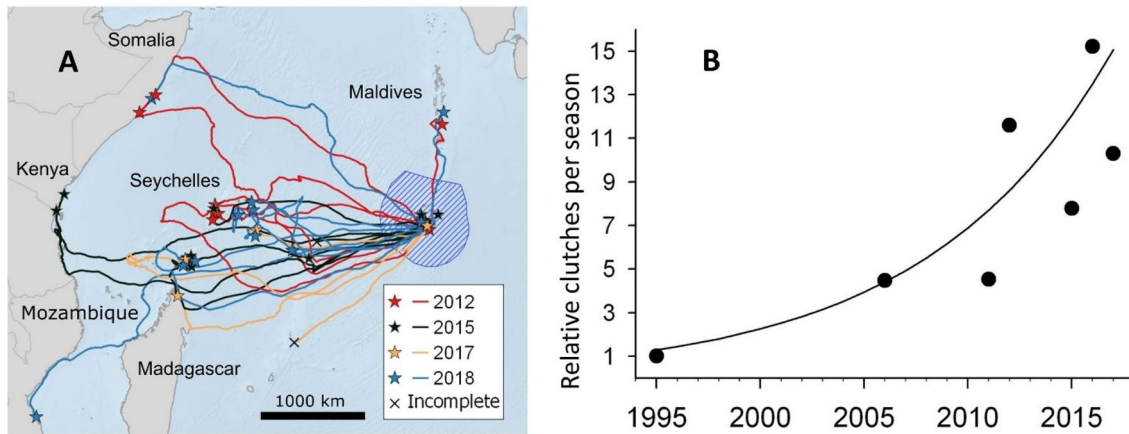 Somalia
A
Maldives
Kenya
Seychelles
Mozambique
Madagascar
2012
2015
2017
2018
Incomplete
1000 km
B
Relative clutches per season
15
13
11
9
7
5
3
1
1995 2000 2005 2010 2015